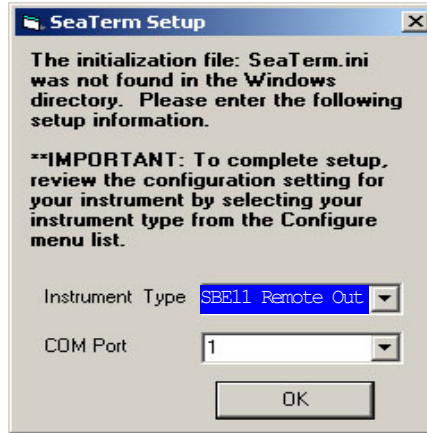 SeaTerm Setup
The initialization file: SeaTerm.ini
was not found in the Windows
directory. Please enter the following
setup information.
**IMPORTANT: To complete setup,
review the configuration setting for
your instrument by selecting your
instrument type from the Configure
menu list.
Instrument Type SBE11 Remote Out
COM Port 1
OK